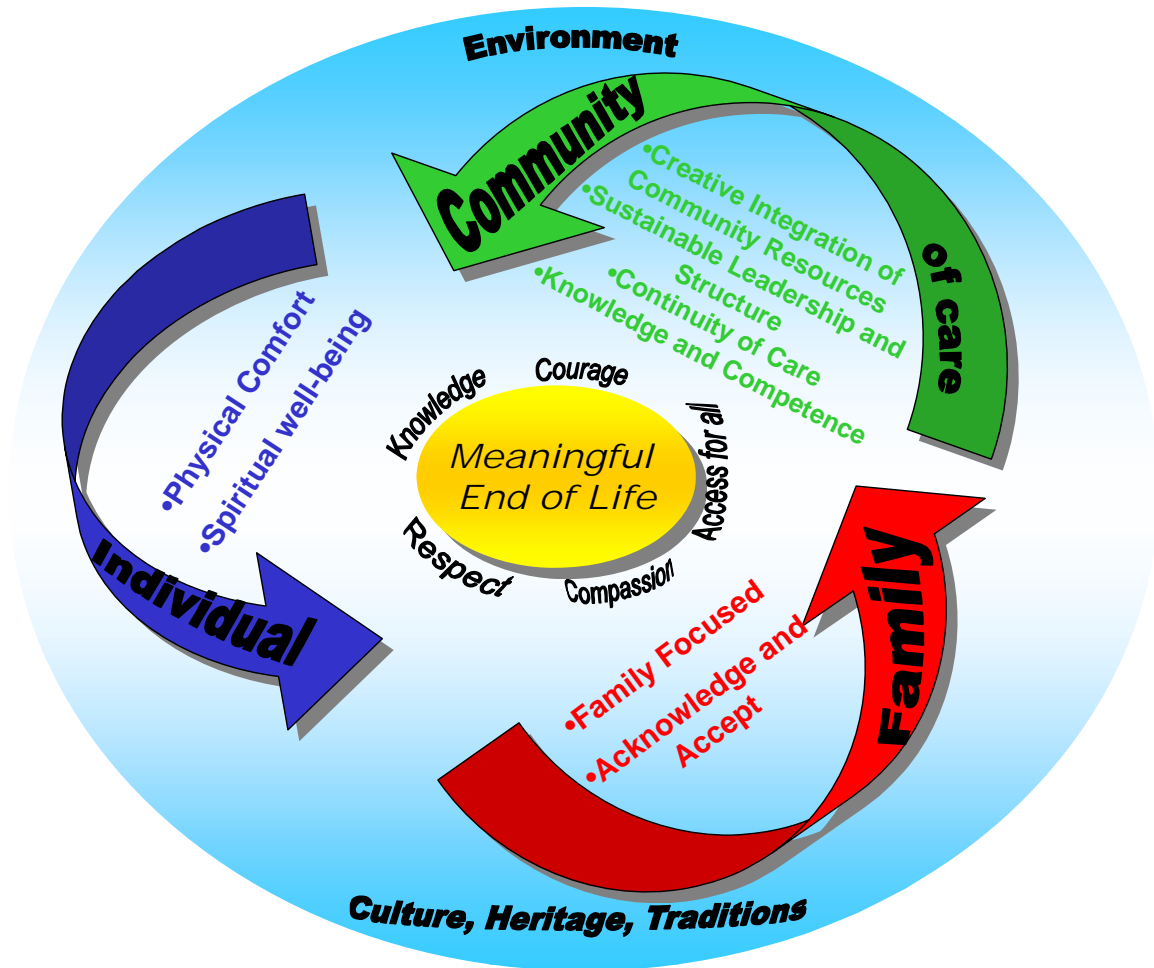 Environment
Community
of care
•Creative Integration of
Community Resources
•Sustainable Leadership and
Structure
•Continuity of Care
•Knowledge and Competence
•Physical Comfort
•Spiritual well-being
Individual
Knowledge
Courage
Access for all
Meaningful
End of Life
Respect
Compassion
•Family Focused
•Acknowledge and
Accept
Family
Culture, Heritage, Traditions